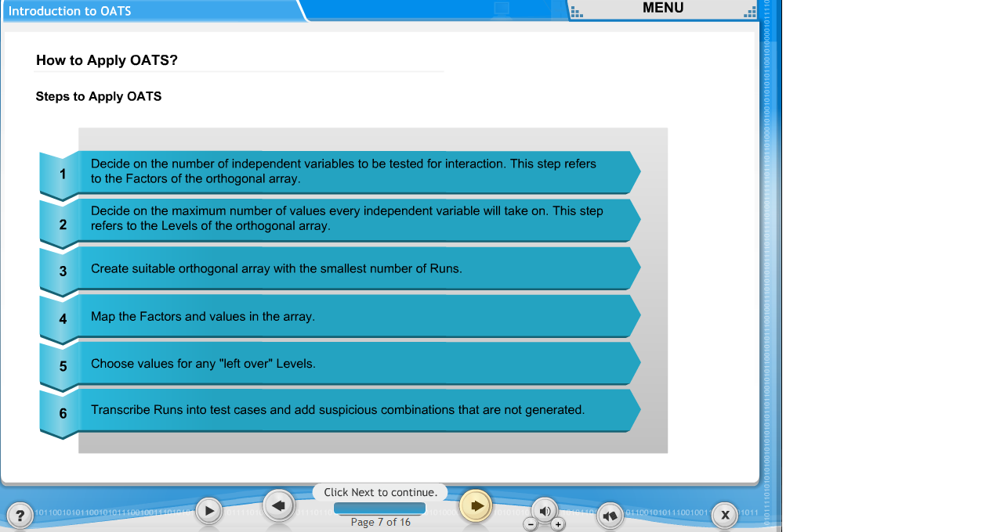 Introduction to OATS
MENU
How to Apply OATS?
Steps to Apply OATS
1
Decide on the number of independent variables to be tested for interaction. This step refers
to the Factors of the orthogonal array.
2
Decide on the maximum number of values every independent variable will take on. This step
refers to the Levels of the orthogonal array.
3
Create suitable orthogonal array with the smallest number of Runs.
4
Map the Factors and values in the array.
5
Choose values for any "left over" Levels.
6
Transcribe Runs into test cases and add suspicious combinations that are not generated.
Click Next to continue.
?
X
Page 7 of 16